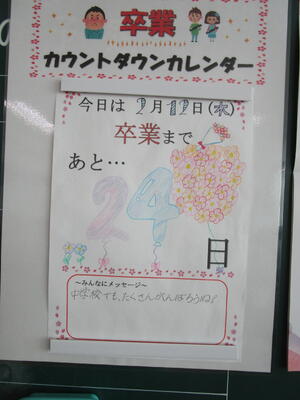 卒業
カウントダウンカレンダー
今日は2月12日(水)
卒業まで
あと…
24
日
～みんなにメッセージ～
中学校でも、たくさんがんばろうね!